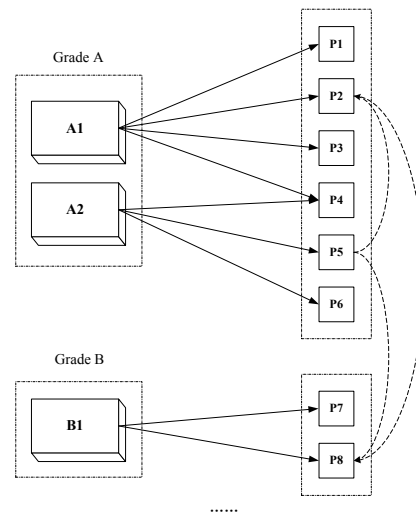 Grade A
A1
A2
P1
P2
P3
P4
P5
P6
Grade B
B1
P7
P8
......